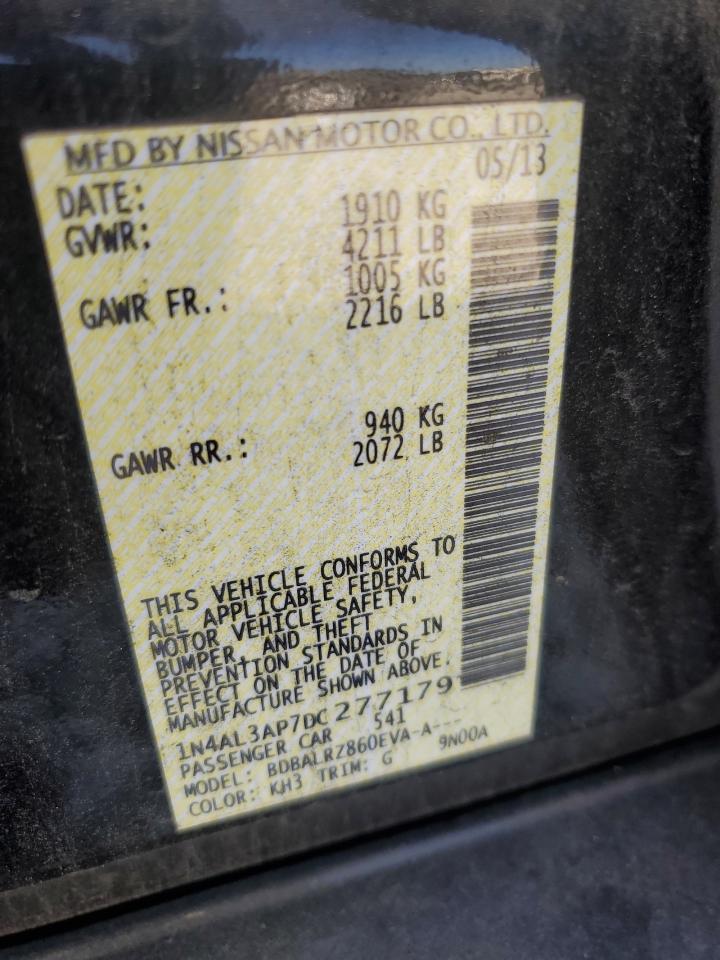 MFD BY NISSAN MOTOR CO., LTD.
DATE: 05/13
GVWR: 1910 KG
4211 LB
GAWR FR.: 1005 KG
2216 LB
GAWR RR.: 940 KG
2072 LB
THIS VEHICLE CONFORMS TO
ALL APPLICABLE FEDERAL
MOTOR VEHICLE SAFETY,
BUMPER, AND THEFT
PREVENTION STANDARDS IN
EFFECT ON THE DATE OF
MANUFACTURE SHOWN ABOVE.
1N4AL3AP7DC277179
PASSENGER CAR 541
MODEL: BDBALRZ860EVA-A---
COLOR: KH3 TRIM: G 9N00A